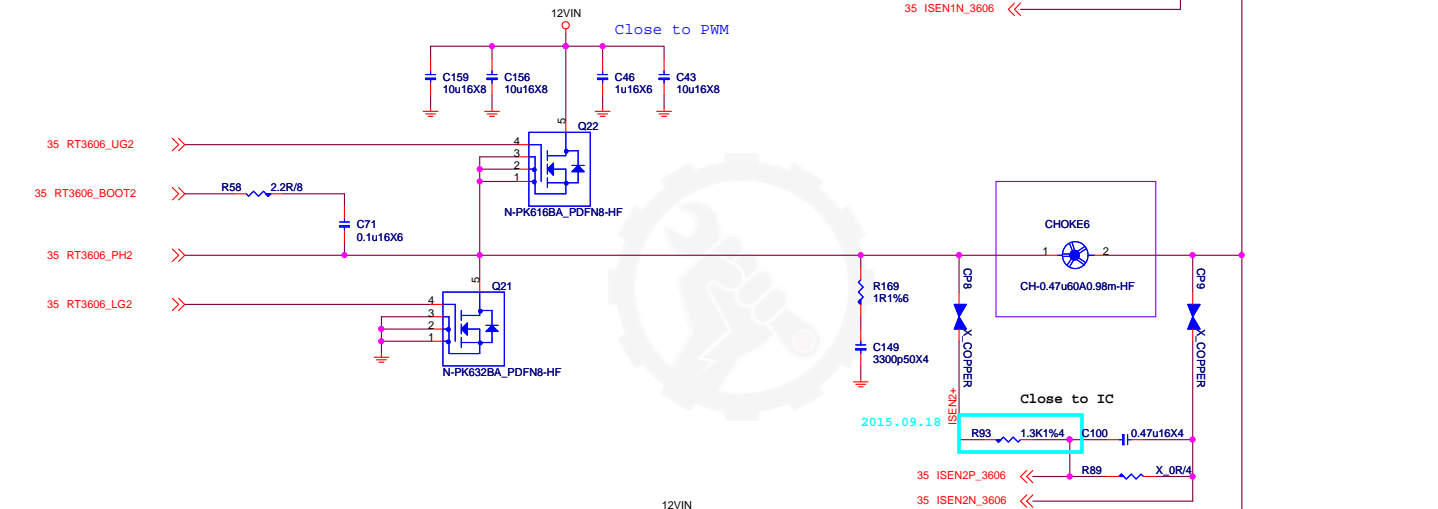 35 ISEN1N_3606
12VIN
Close to PWM
C159
10u16X8
C156
10u16X8
C46
1u16X6
C43
10u16X8
5
Q22
35 RT3606_UG2
4
3
2
1
N-PK616BA_PDFN8-HF
35 RT3606_BOOT2
R58
2.2R/8
C71
0.1u16X6
35 RT3606_PH2
CHOKE6
1
2
CH-0.47u60A0.98m-HF
5
Q21
35 RT3606_LG2
4
3
2
1
N-PK632BA_PDFN8-HF
R169
1R1%6
C149
3300p50X4
CP8
X_COPPER
CP9
X_COPPER
ISEN2+
Close to IC
2015.09.18
R93
1.3K1%4
C100
0.47u16X4
35 ISEN2P_3606
R89
X_0R/4
35 ISEN2N_3606
12VIN